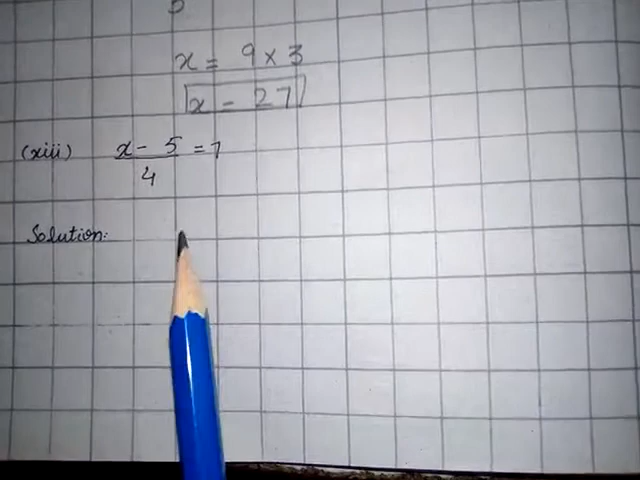 x = 9 × 3
x = 27
(xiii) x - 5 = 7
4
Solution: